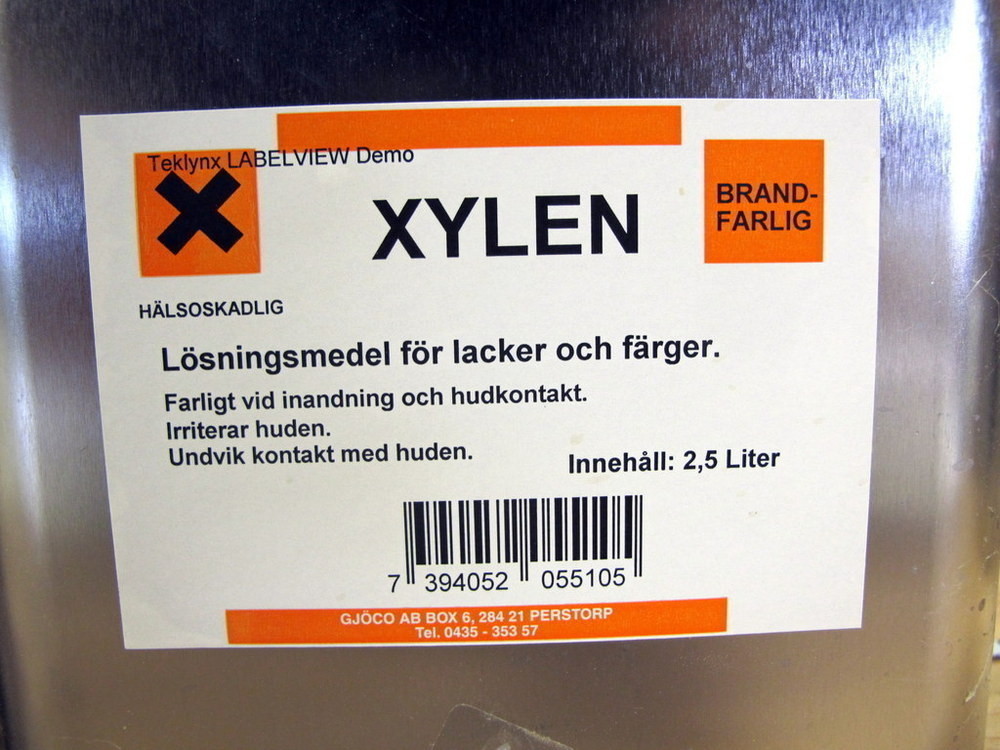 Teklynx LABELVIEW Demo
XYLEN
BRAND-
FARLIG
HÄLSOSKADLIG
Lösningsmedel för lacker och färger.
Farligt vid inandning och hudkontakt.
Irriterar huden.
Undvik kontakt med huden.
Innehåll: 2,5 Liter
7 394052 055105
GJÖCO AB BOX 6, 284 21 PERSTORP
Tel. 0435 - 353 57